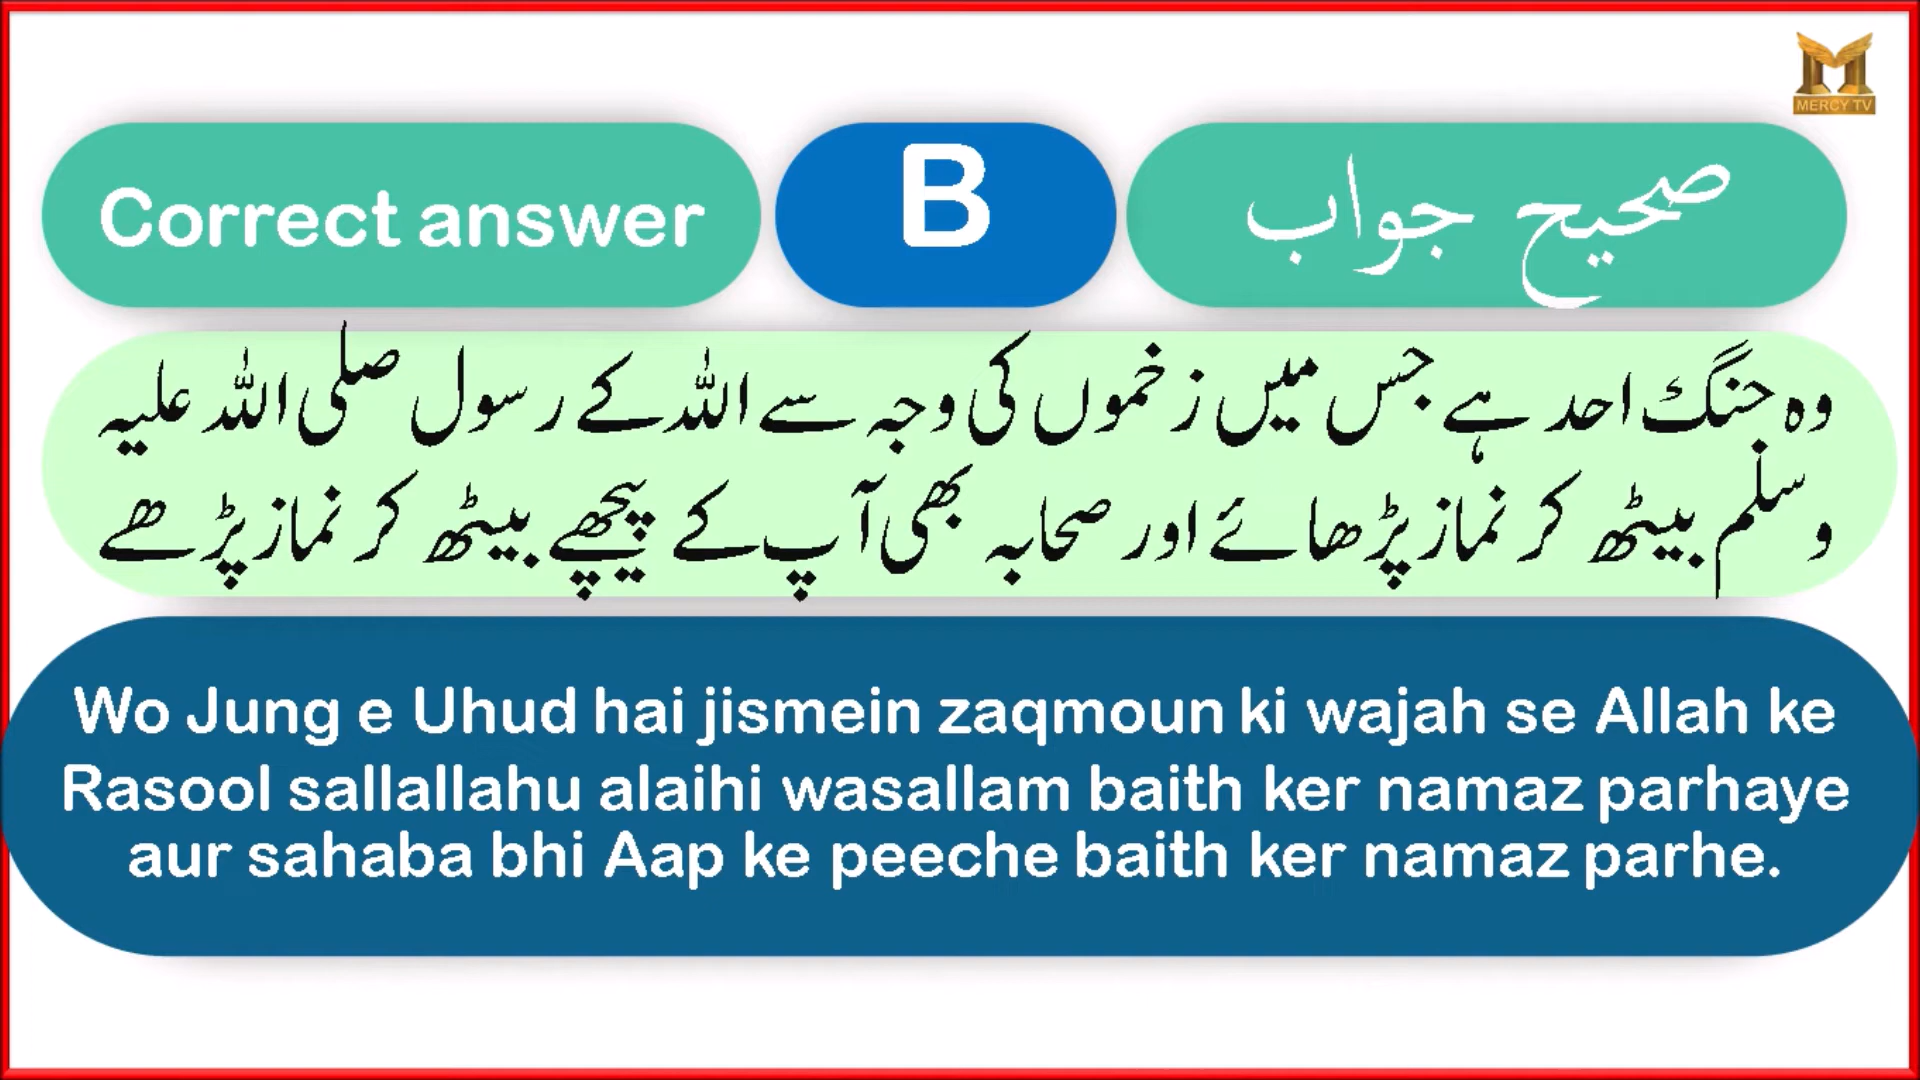 MERCY TV
Correct answer
B
صحیح جواب
وہ جنگ احد ہے جس میں زخموں کی وجہ سے اللہ کے رسول صلی اللہ علیہ
وسلم بیٹھ کر نماز پڑھائے اور صحابہ بھی آپ کے پیچھے بیٹھ کر نماز پڑھے
Wo Jung e Uhud hai jismein zaqmoun ki wajah se Allah ke
Rasool sallallahu alaihi wasallam baith ker namaz parhaye
aur sahaba bhi Aap ke peeche baith ker namaz parhe.